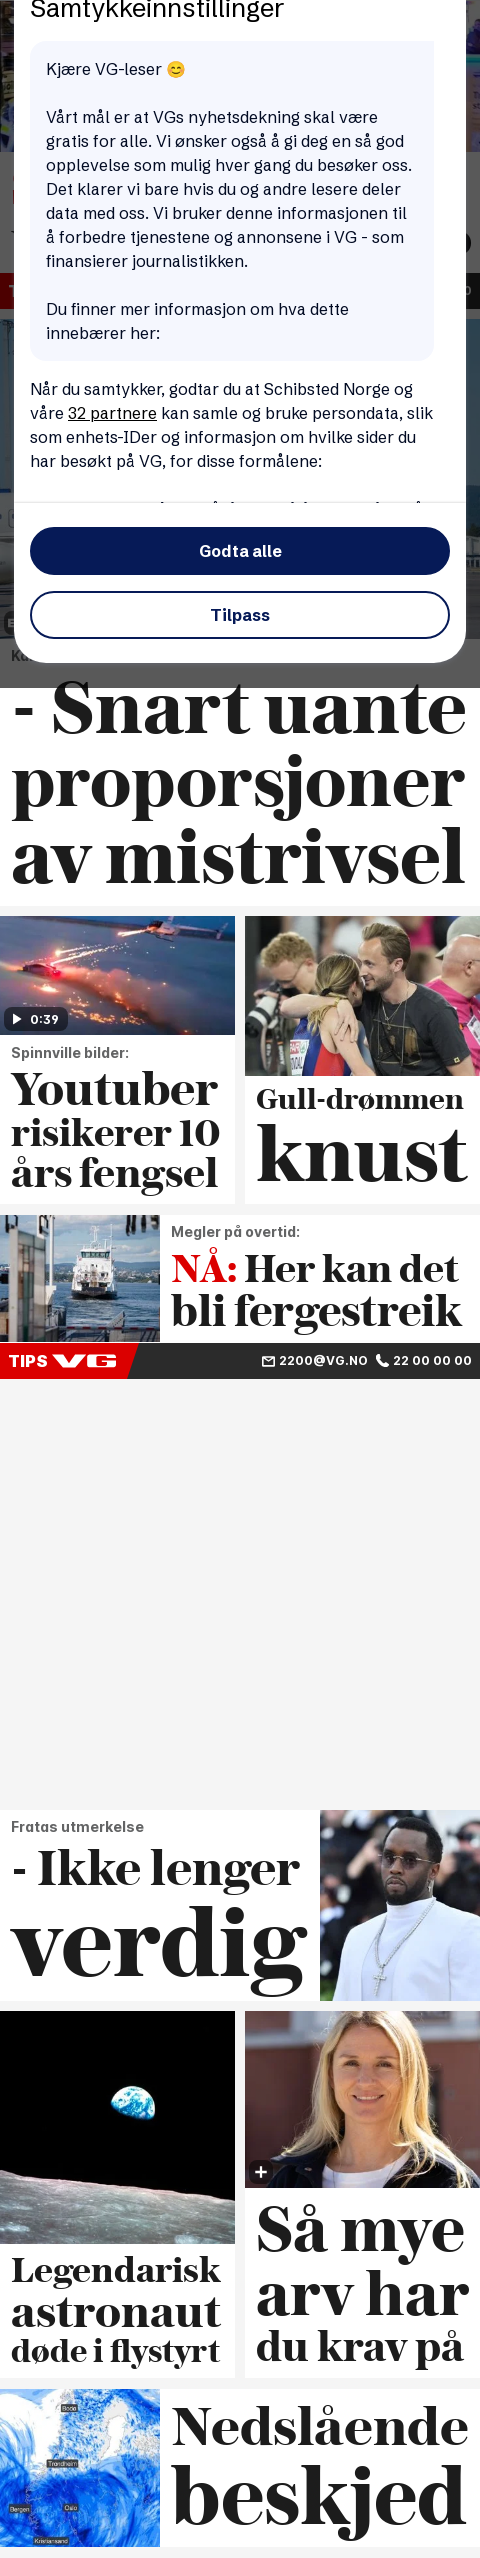 Samtykkeinnstillinger
Kjære VG-leser 😊
Vårt mål er at VGs nyhetsdekning skal være
gratis for alle. Vi ønsker også å gi deg en så god
opplevelse som mulig hver gang du besøker oss.
Det klarer vi bare hvis du og andre lesere deler
data med oss. Vi bruker denne informasjonen til
å forbedre tjenestene og annonsene i VG - som
finansierer journalistikken.
Du finner mer informasjon om hva dette
innebærer her:
Når du samtykker, godtar du at Schibsted Norge og
våre 32 partnere kan samle og bruke persondata, slik
som enhets-IDer og informasjon om hvilke sider du
har besøkt på VG, for disse formålene:
Godta alle
Tilpass
- Snart uante
proporsjoner
av mistrivsel
0:39
Spinnville bilder:
Youtuber
risikerer 10
års fengsel
Gull-drømmen
knust
Megler på overtid:
NÅ: Her kan det
bli fergestreik
TIPS VG
2200@VG.NO 22 00 00 00
Fratas utmerkelse
- Ikke lenger
verdig
Legendarisk
astronaut
døde i flystyrt
Så mye
arv har
du krav på
Bodø
Trondheim
Bergen
Oslo
Kristiansand
Nedslående
beskjed